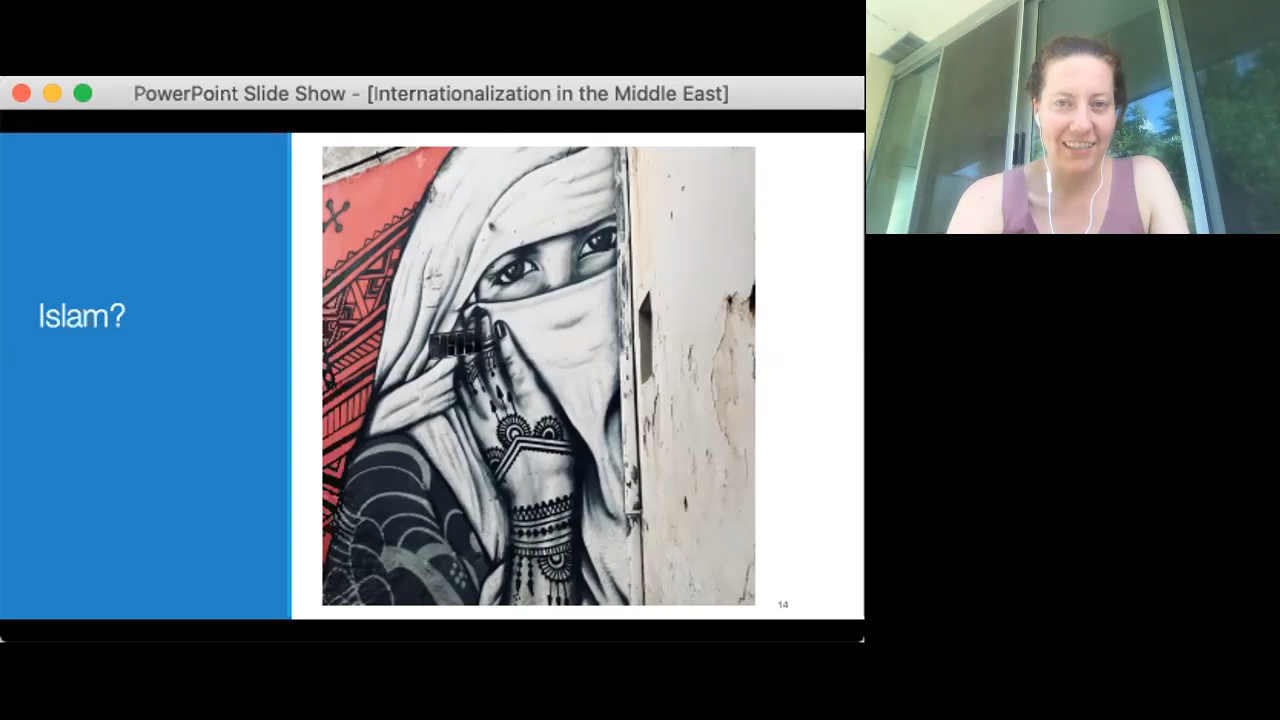 PowerPoint Slide Show - [Internationalization in the Middle East]
Islam?
14